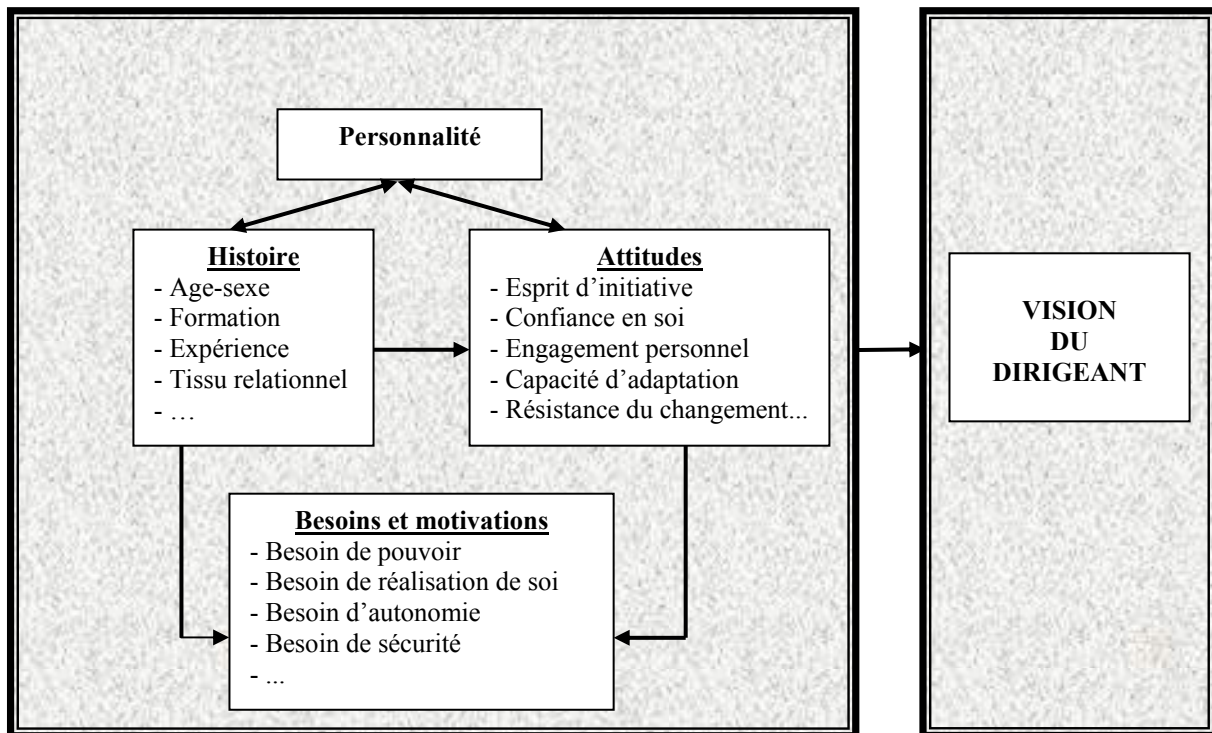 Personnalité
Histoire
- Age-sexe
- Formation
- Expérience
- Tissu relationnel
- …
Attitudes
- Esprit d’initiative
- Confiance en soi
- Engagement personnel
- Capacité d’adaptation
- Résistance du changement...
Besoins et motivations
- Besoin de pouvoir
- Besoin de réalisation de soi
- Besoin d’autonomie
- Besoin de sécurité
- ...
VISION
DU
DIRIGEANT